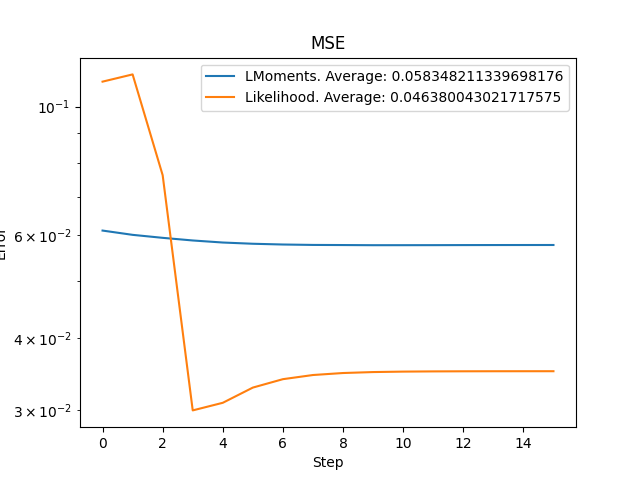 MSE
LMoments. Average: 0.058348211339698176
Likelihood. Average: 0.046380043021717575
10⁻¹
6 × 10⁻²
4 × 10⁻²
3 × 10⁻²
0 2 4 6 8 10 12 14
Step